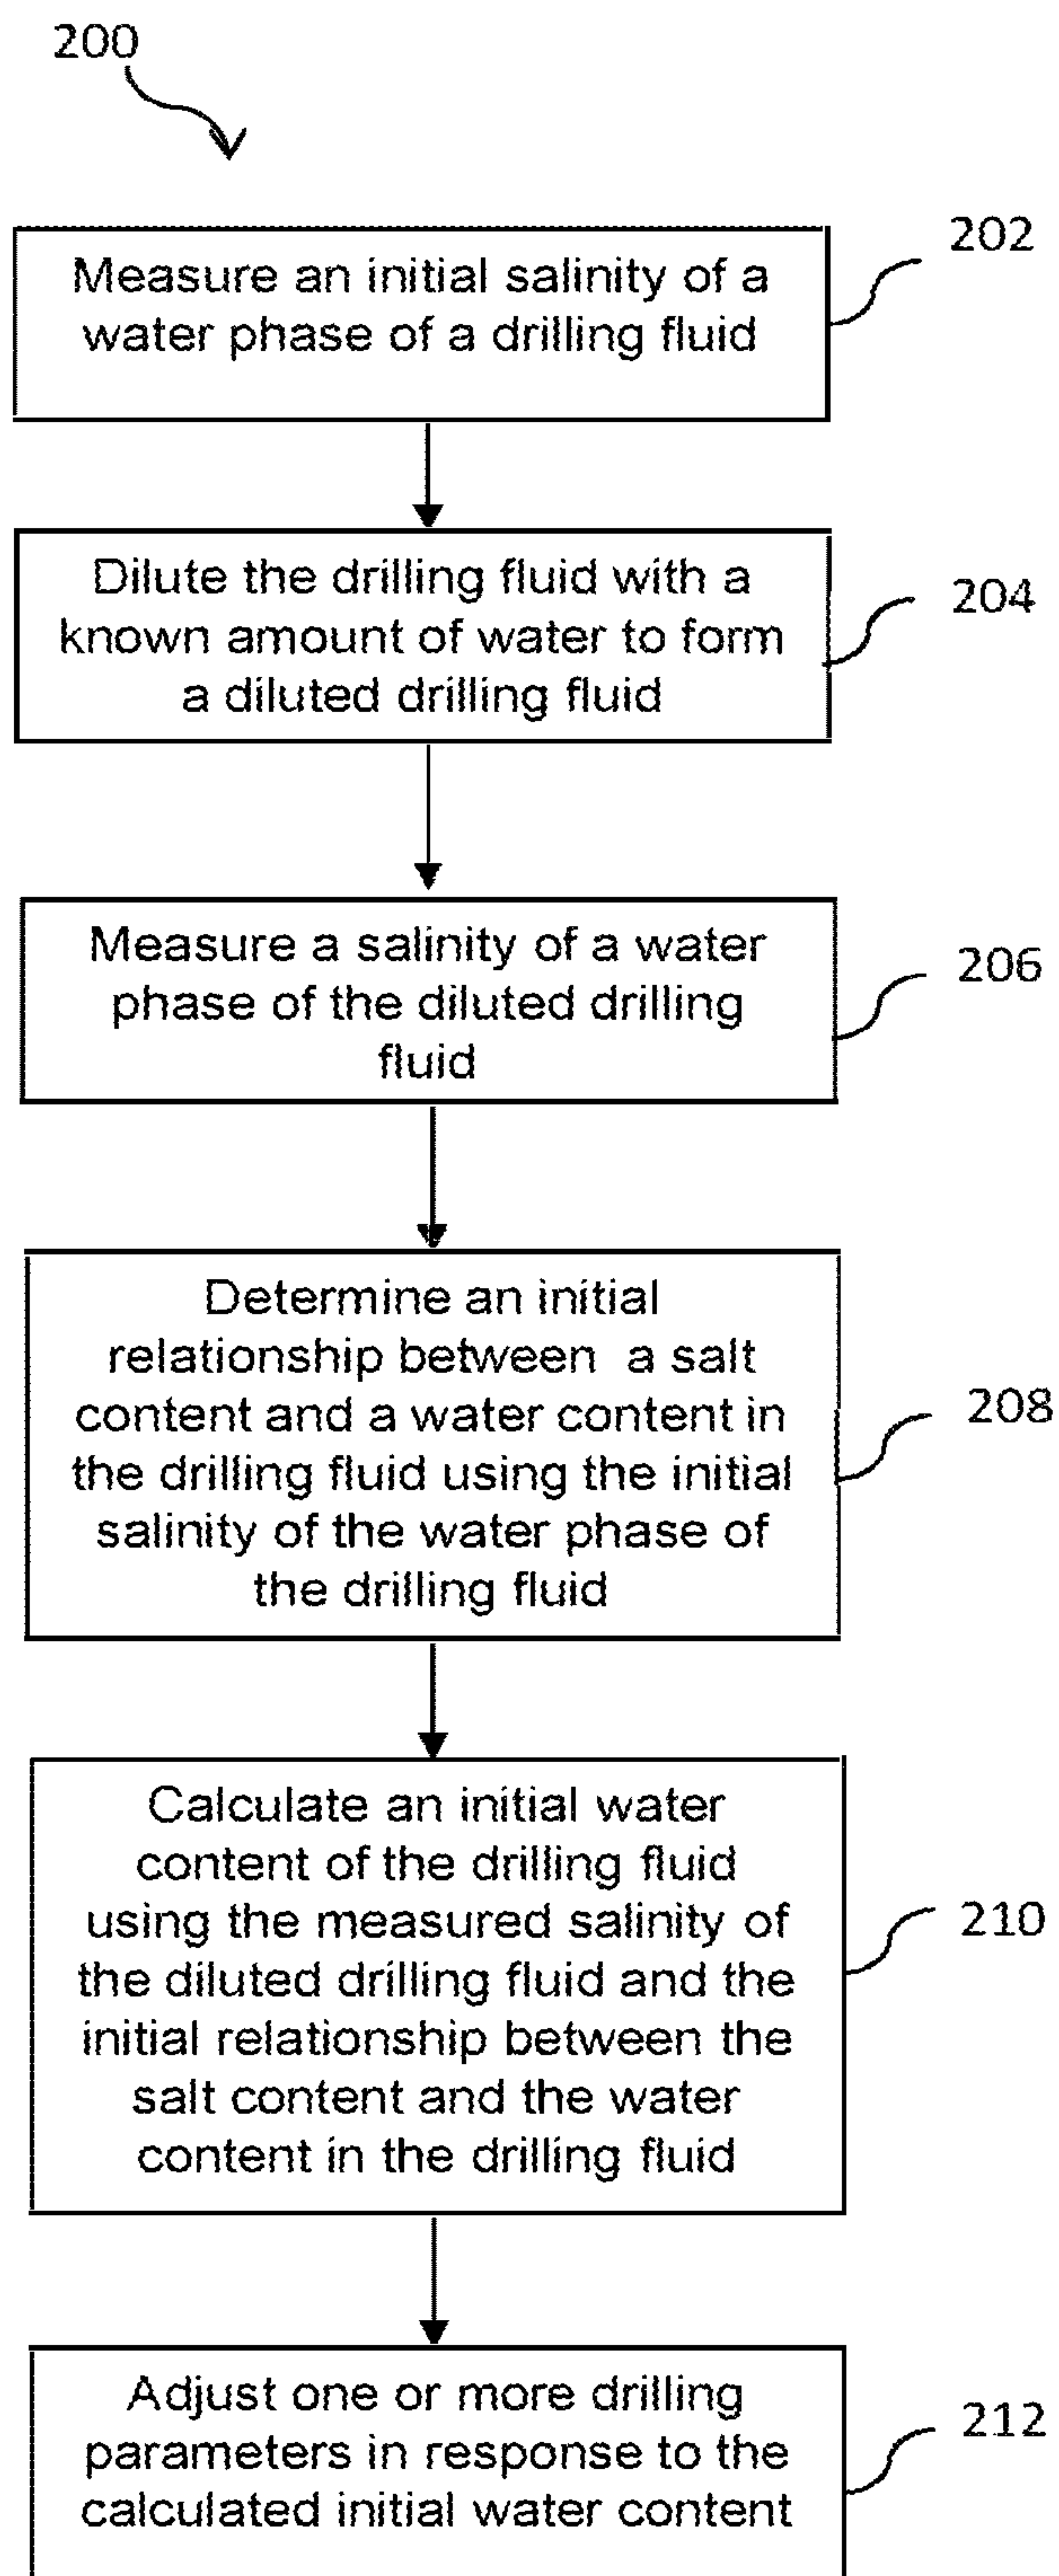 200
202
Measure an initial salinity of a
water phase of a drilling fluid
204
Dilute the drilling fluid with a
known amount of water to form
a diluted drilling fluid
206
Measure a salinity of a water
phase of the diluted drilling
fluid
208
Determine an initial
relationship between a salt
content and a water content in
the drilling fluid using the initial
salinity of the water phase of
the drilling fluid
210
Calculate an initial water
content of the drilling fluid
using the measured salinity of
the diluted drilling fluid and the
initial relationship between the
salt content and the water
content in the drilling fluid
212
Adjust one or more drilling
parameters in response to the
calculated initial water content